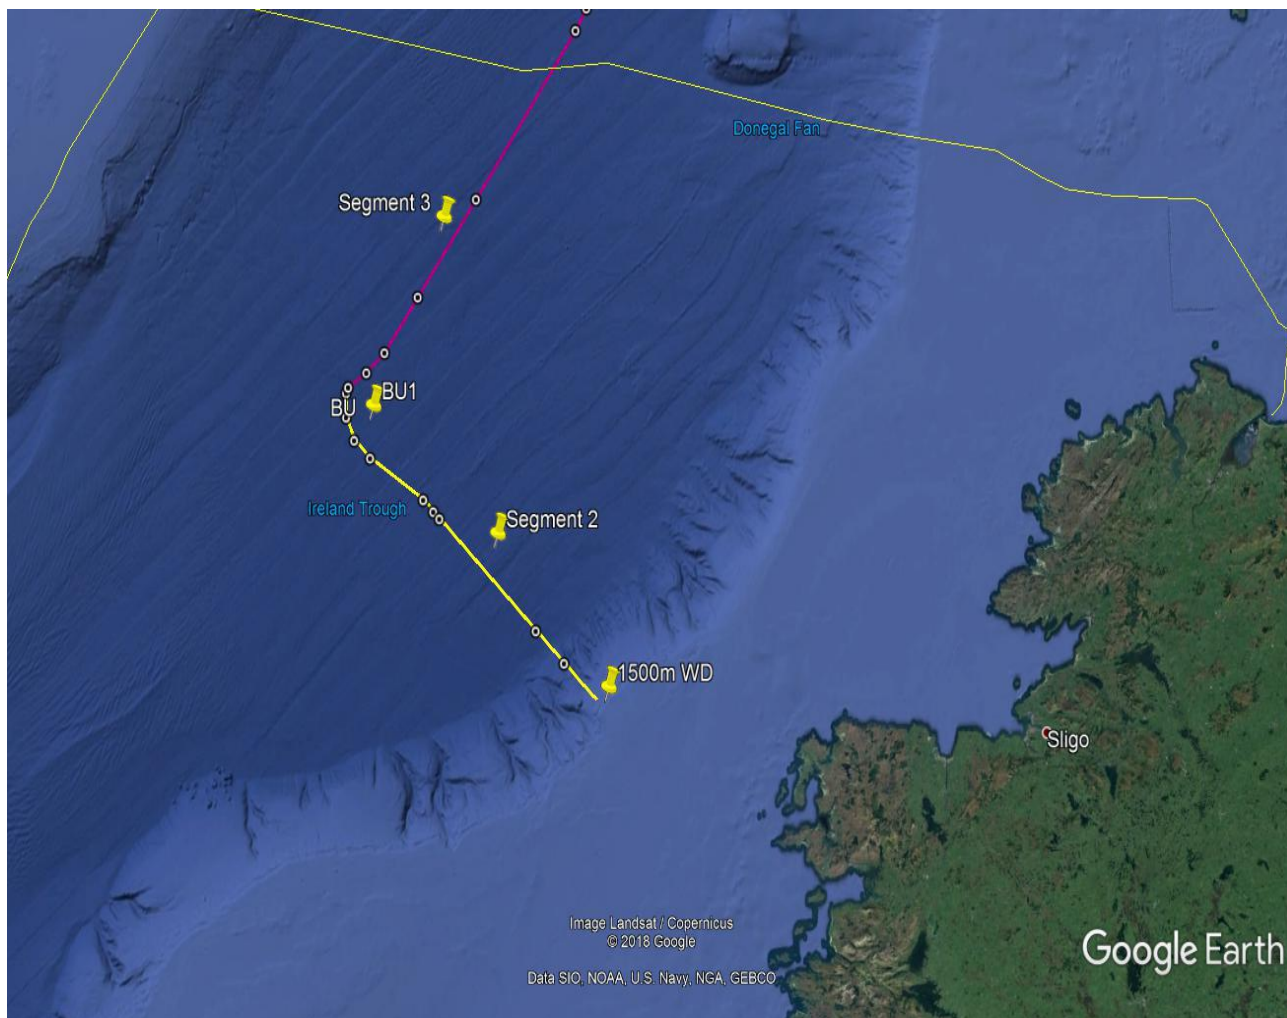 Donegal Fan
Segment 3
BU1
BU
Ireland Trough
Segment 2
1500m WD
Sligo
Image Landsat / Copernicus
© 2018 Google
Data SIO, NOAA, U.S. Navy, NGA, GEBCO
Google Earth